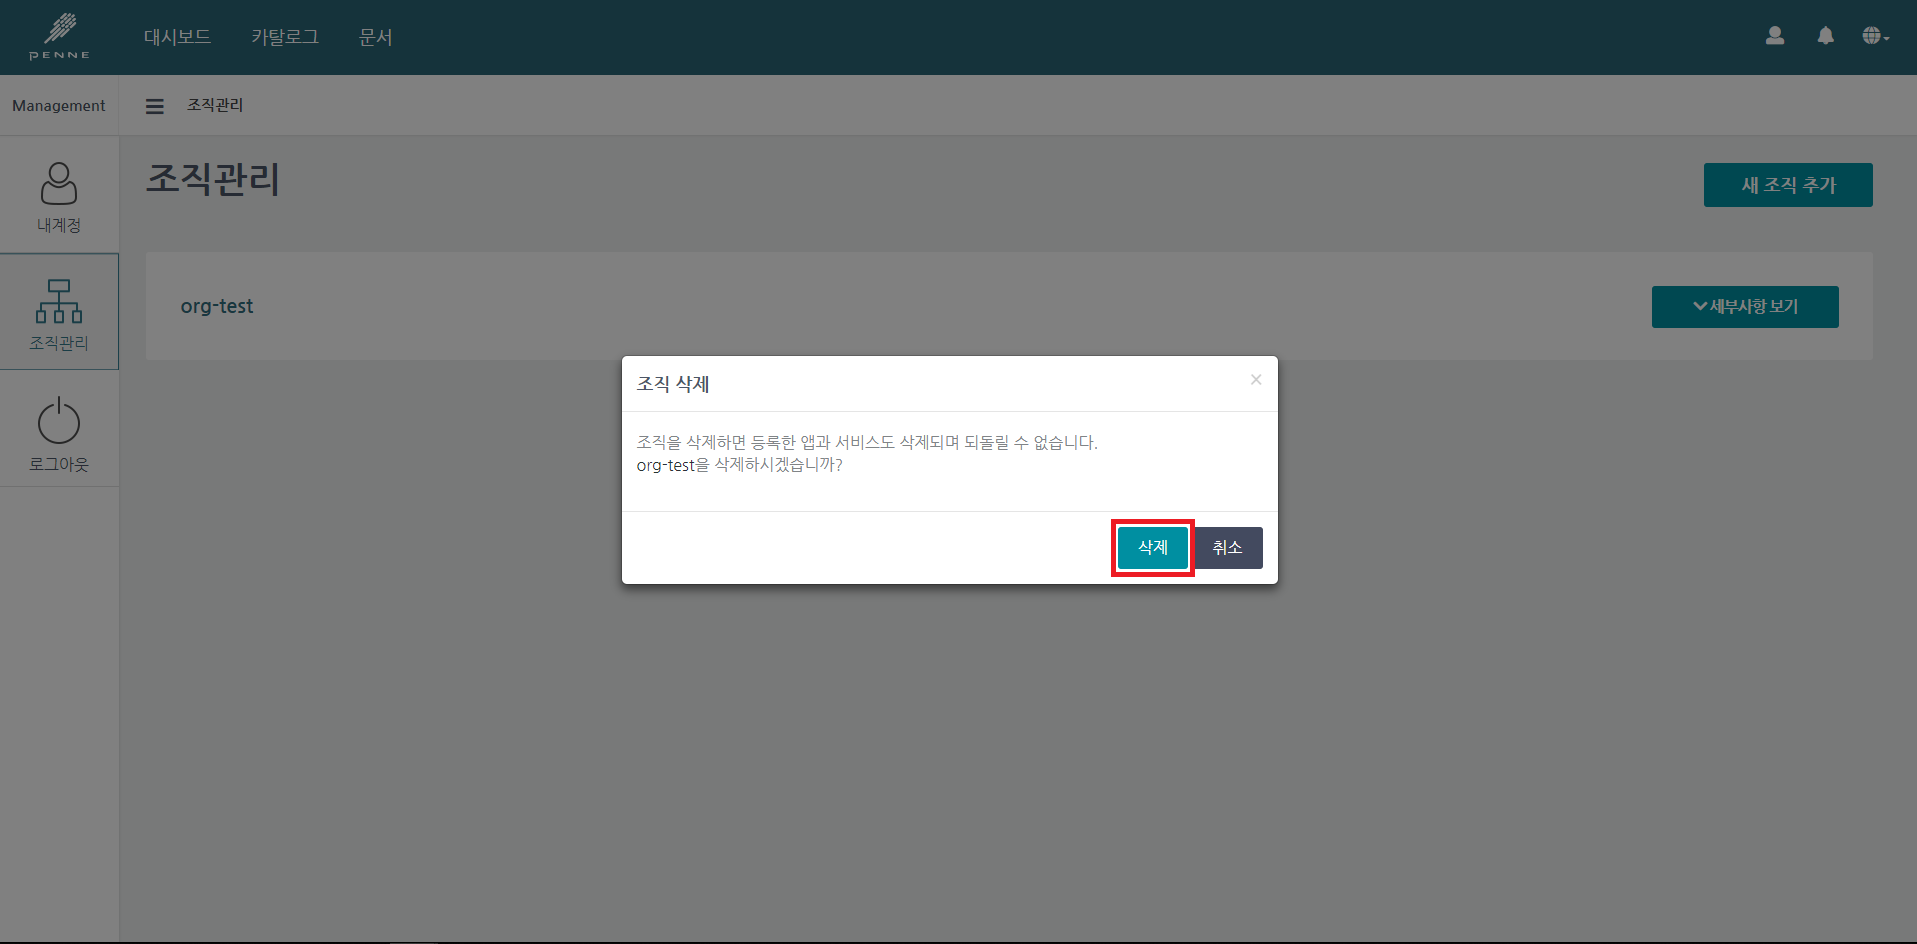 PENNE
대시보드
카탈로그
문서
Management
조직관리
내계정
조직관리
로그아웃
조직관리
새 조직 추가
org-test
세부사항 보기
조직 삭제
×
조직을 삭제하면 등록한 앱과 서비스도 삭제되며 되돌릴 수 없습니다.
org-test을 삭제하시겠습니까?
삭제
취소